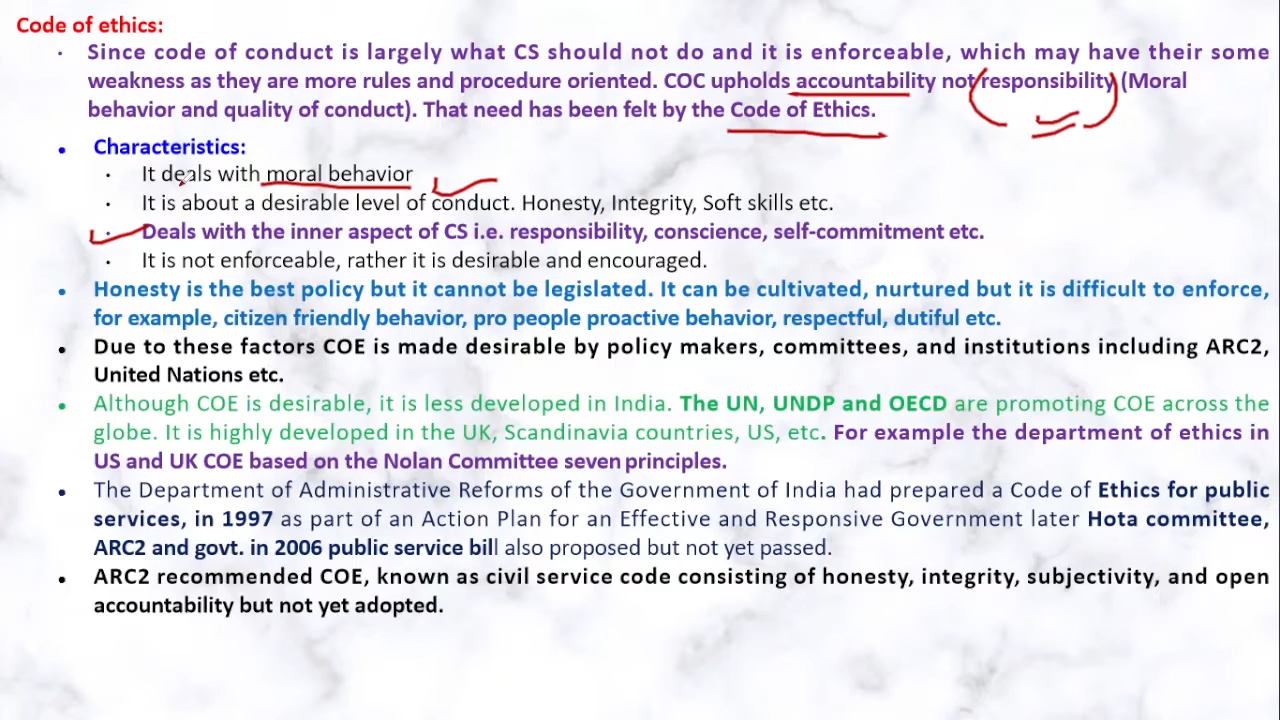 Code of ethics:
· Since code of conduct is largely what CS should not do and it is enforceable, which may have their some
weakness as they are more rules and procedure oriented. COC upholds accountability not responsibility (Moral
behavior and quality of conduct). That need has been felt by the Code of Ethics.
• Characteristics:
· It deals with moral behavior
· It is about a desirable level of conduct. Honesty, Integrity, Soft skills etc.
· Deals with the inner aspect of CS i.e. responsibility, conscience, self-commitment etc.
· It is not enforceable, rather it is desirable and encouraged.
• Honesty is the best policy but it cannot be legislated. It can be cultivated, nurtured but it is difficult to enforce,
for example, citizen friendly behavior, pro people proactive behavior, respectful, dutiful etc.
• Due to these factors COE is made desirable by policy makers, committees, and institutions including ARC2,
United Nations etc.
• Although COE is desirable, it is less developed in India. The UN, UNDP and OECD are promoting COE across the
globe. It is highly developed in the UK, Scandinavia countries, US, etc. For example the department of ethics in
US and UK COE based on the Nolan Committee seven principles.
• The Department of Administrative Reforms of the Government of India had prepared a Code of Ethics for public
services, in 1997 as part of an Action Plan for an Effective and Responsive Government later Hota committee,
ARC2 and govt. in 2006 public service bill also proposed but not yet passed.
• ARC2 recommended COE, known as civil service code consisting of honesty, integrity, subjectivity, and open
accountability but not yet adopted.